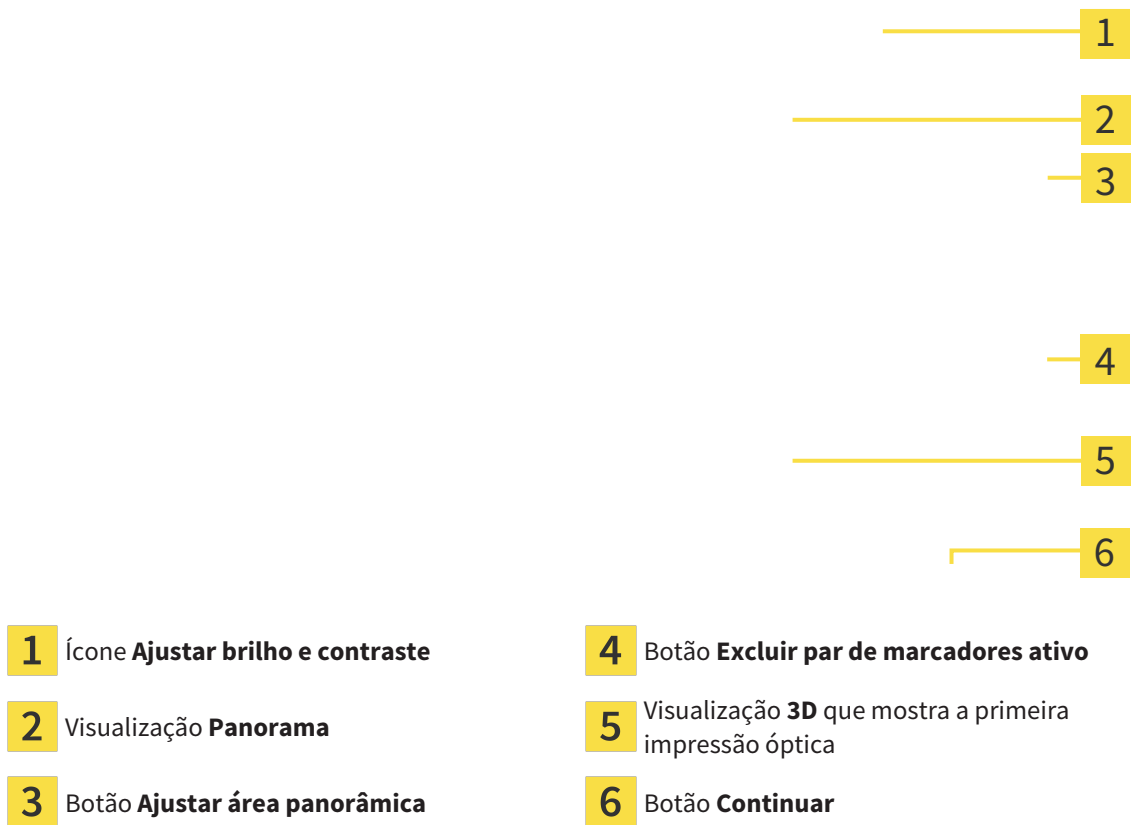 1
2
3
4
5
6
1 Ícone Ajustar brilho e contraste
2 Visualização Panorama
3 Botão Ajustar área panorâmica
4 Botão Excluir par de marcadores ativo
5 Visualização 3D que mostra a primeira
impressão óptica
6 Botão Continuar